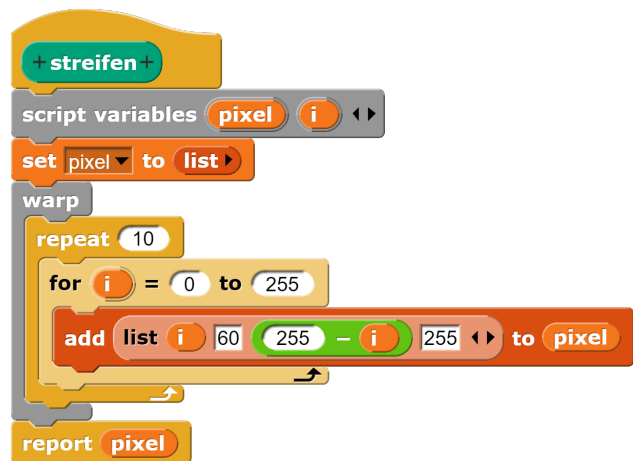 +streifen+
script variables pixel i
set pixel to list
warp
repeat 10
for i = 0 to 255
add list i 60 255 – i 255 to pixel
report pixel